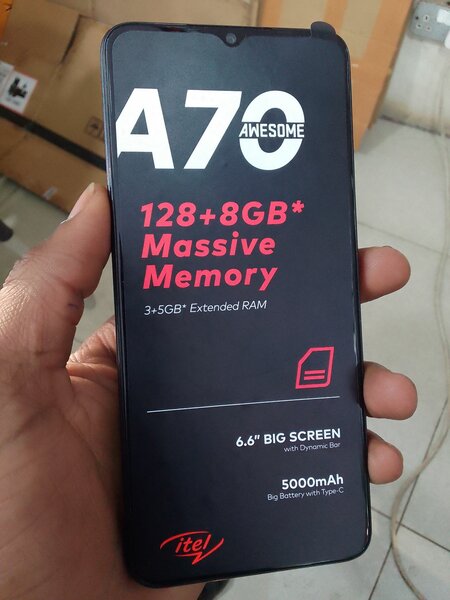 A70
AWESOME
128+8GB*
Massive
Memory
3+5GB* Extended RAM
6.6" BIG SCREEN
with Dynamic Bar
5000mAh
Big Battery with Type-C
itel